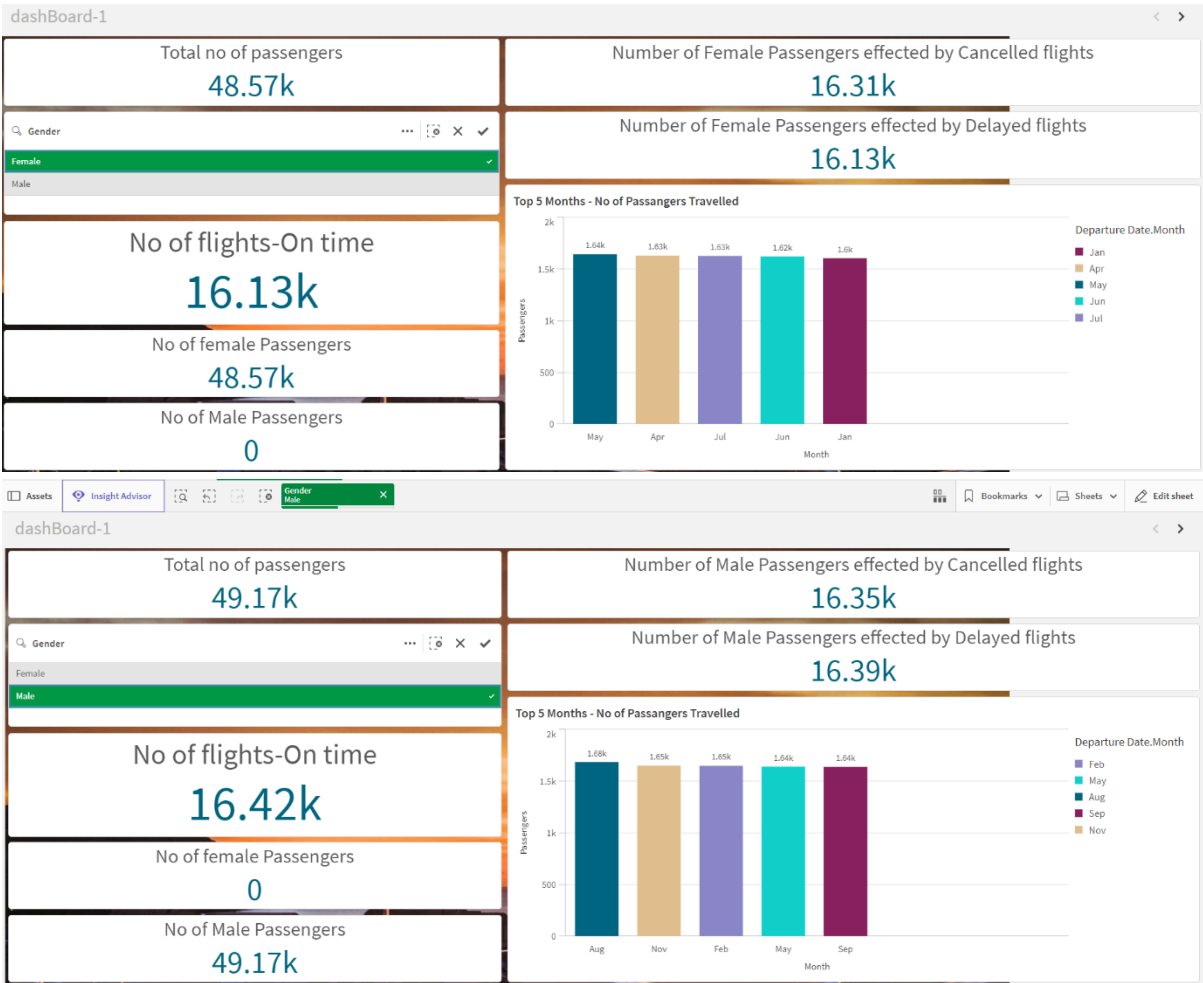 dashBoard-1
Total no of passengers
48.57k
Number of Female Passengers effected by Cancelled flights
16.31k
Gender
Female
Male
Number of Female Passengers effected by Delayed flights
16.13k
No of flights-On time
16.13k
No of female Passengers
48.57k
No of Male Passengers
0
Top 5 Months - No of Passangers Travelled
2k
1.5k
1k
500
0
Passengers
1.64k 1.63k 1.63k 1.62k 1.6k
May Apr Jul Jun Jan
Month
Departure Date.Month
Jan
Apr
May
Jun
Jul
Assets Insight Advisor Gender Bookmarks Sheets Edit sheet
Male
dashBoard-1
Total no of passengers
49.17k
Number of Male Passengers effected by Cancelled flights
16.35k
Gender
Female
Male
Number of Male Passengers effected by Delayed flights
16.39k
No of flights-On time
16.42k
No of female Passengers
0
No of Male Passengers
49.17k
Top 5 Months - No of Passangers Travelled
2k
1.5k
1k
500
0
Passengers
1.68k 1.65k 1.65k 1.64k 1.64k
Aug Nov Feb May Sep
Month
Departure Date.Month
Feb
May
Aug
Sep
Nov